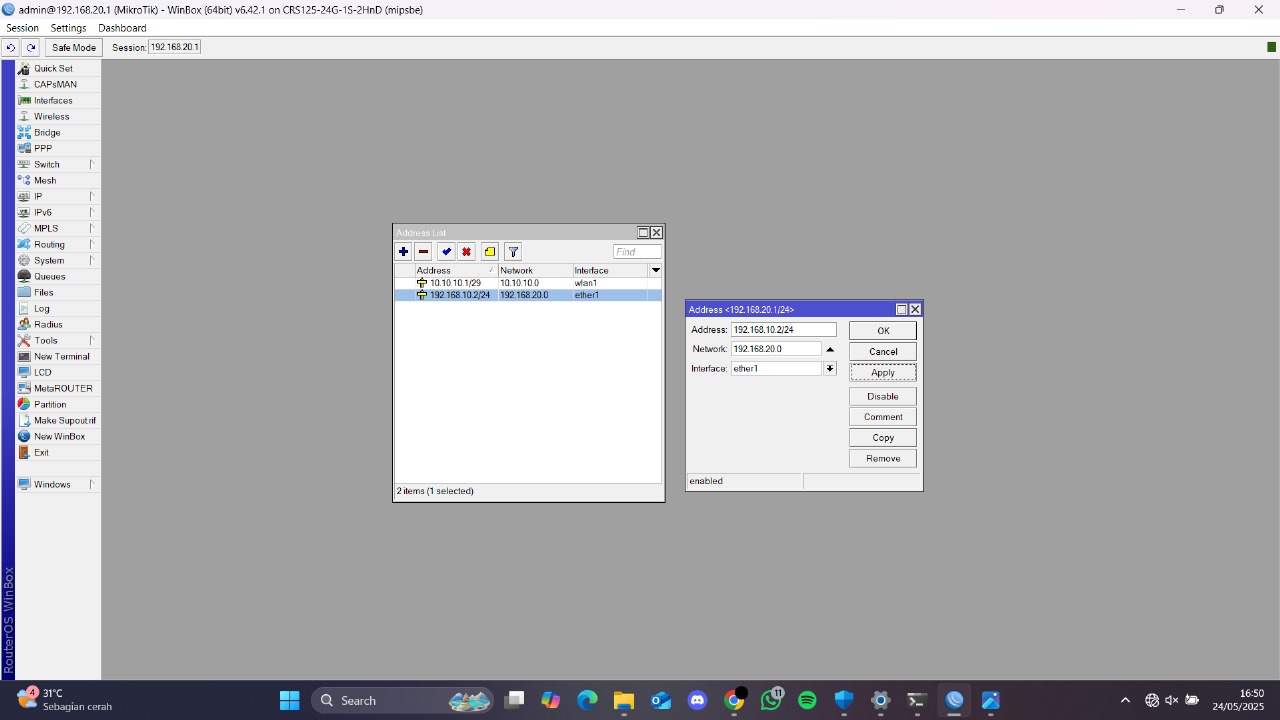 admin@192.168.20.1 (MikroTik) - WinBox (64bit) v6.42.1 on CRS125-24G-1S-2HnD (mipsbe)
Session Settings Dashboard
Safe Mode Session: 192.168.20.1
Quick Set
CAPsMAN
Interfaces
Wireless
Bridge
PPP
Switch
Mesh
IP
IPv6
MPLS
Routing
System
Queues
Files
Log
Radius
Tools
New Terminal
LCD
MetaROUTER
Partition
Make Supout.rif
New WinBox
Exit
Windows
RouterOS WinBox
Address List
Find
Address Network Interface
10.10.10.1/29 10.10.10.0 wlan1
192.168.10.2/24 192.168.20.0 ether1
2 items (1 selected)
Address <192.168.20.1/24>
Address: 192.168.10.2/24 OK
Network: 192.168.20.0 Cancel
Interface: ether1 Apply
Disable
Comment
Copy
Remove
enabled
4 31°C
Sebagian cerah
Search
11
16:50
24/05/2025